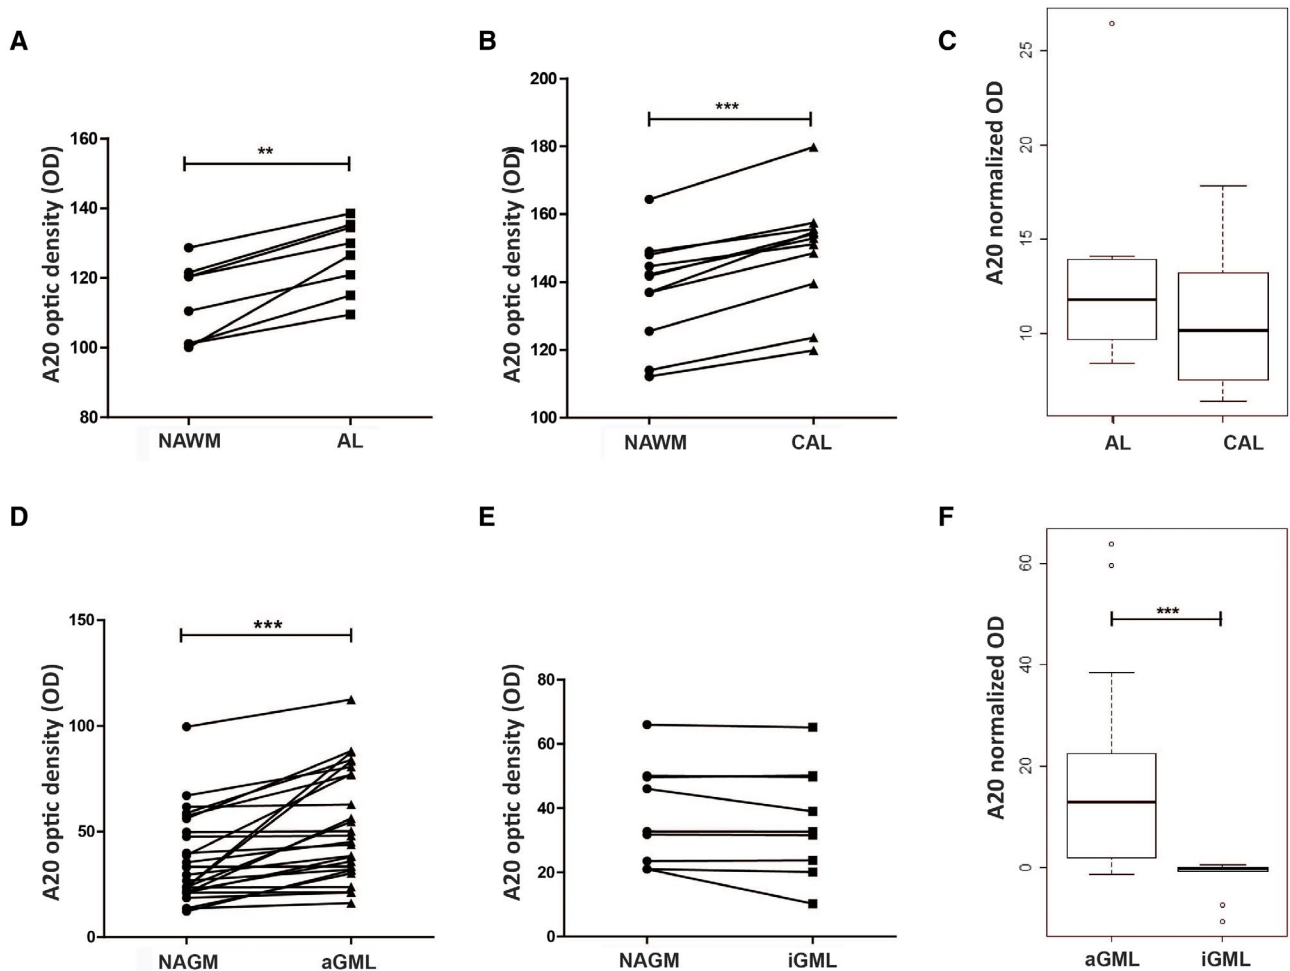 A
A20 optic density (OD)
160
140
120
100
80
**
NAWM AL
B
A20 optic density (OD)
200
180
160
140
120
100
***
NAWM CAL
C
A20 normalized OD
25
20
15
10
AL CAL
D
A20 optic density (OD)
150
100
50
0
***
NAGM aGML
E
A20 optic density (OD)
80
60
40
20
0
NAGM iGML
F
A20 normalized OD
60
40
20
0
***
aGML iGML